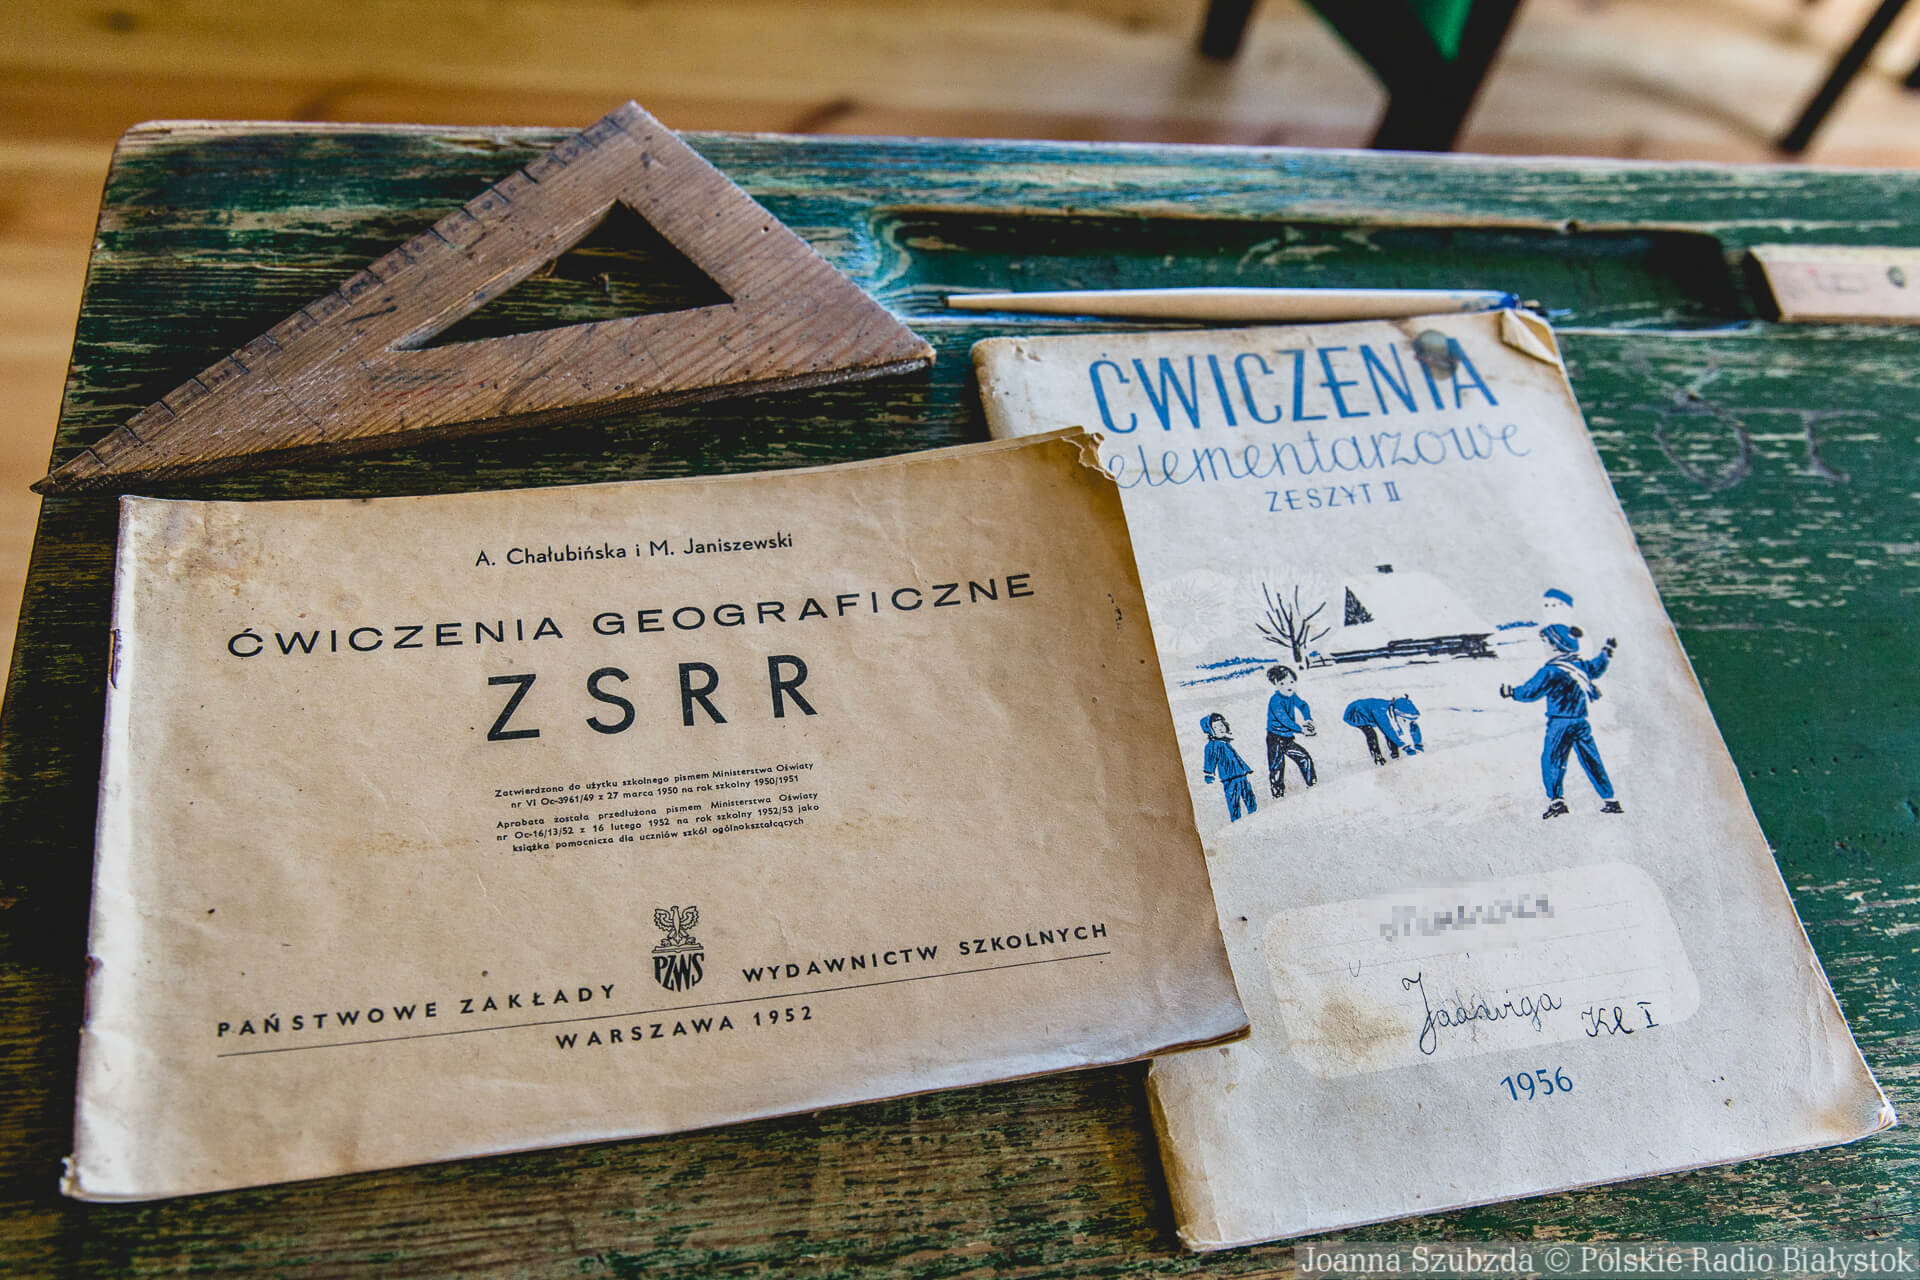 A. Chałubińska i M. Janiszewski
ĆWICZENIA GEOGRAFICZNE
ZSRR
Zatwierdzono do użytku szkolnego pismem Ministerstwa Oświaty
nr VI Oc-3961/49 z 27 marca 1950 na rok szkolny 1950/1951
Aprobata została przedłużona pismem Ministerstwa Oświaty
nr Oc-16/13/52 z 16 lutego 1952 na rok szkolny 1952/53 jako
książka pomocnicza dla uczniów szkół ogólnokształcących
PZWS
PAŃSTWOWE ZAKŁADY WYDAWNICTW SZKOLNYCH
WARSZAWA 1952
ĆWICZENIA
elementarzowe
ZESZYT II
Jadwiga
Kl I
1956
Joanna Szubzda © Polskie Radio Białystok